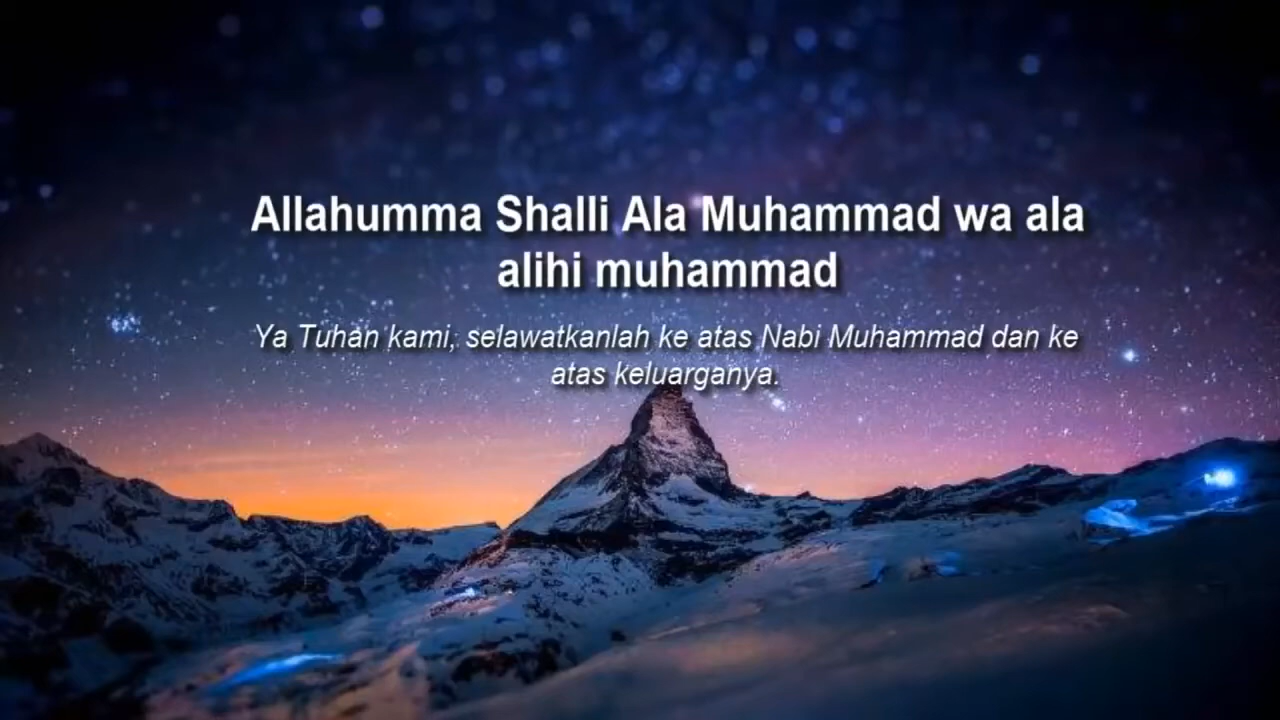 Allahumma Shalli Ala Muhammad wa ala
alihi muhammad
Ya Tuhan kami, selawatkanlah ke atas Nabi Muhammad dan ke
atas keluarganya.